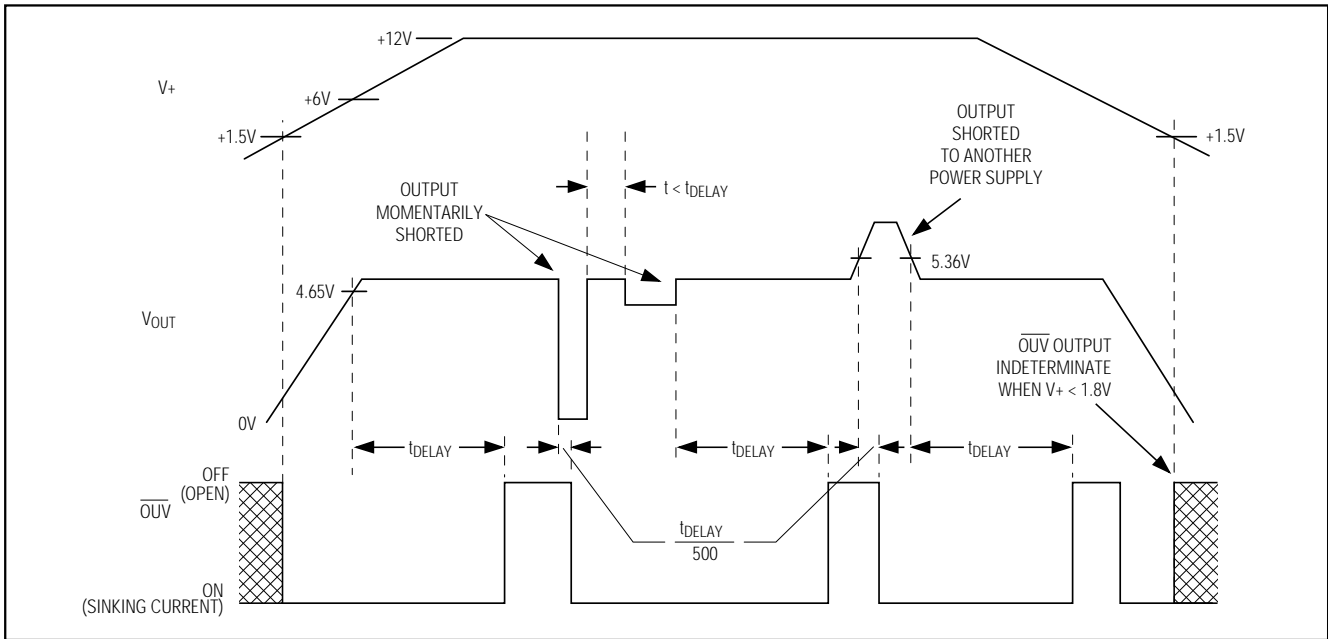 +12V
V+
+6V
+1.5V
+1.5V
OUTPUT
SHORTED
TO ANOTHER
POWER SUPPLY
t < tDELAY
OUTPUT
MOMENTARILY
SHORTED
5.36V
4.65V
VOUT
OUV OUTPUT
INDETERMINATE
WHEN V+ < 1.8V
0V
tDELAY
tDELAY
tDELAY
OFF
(OPEN)
OUV
tDELAY
500
ON
(SINKING CURRENT)